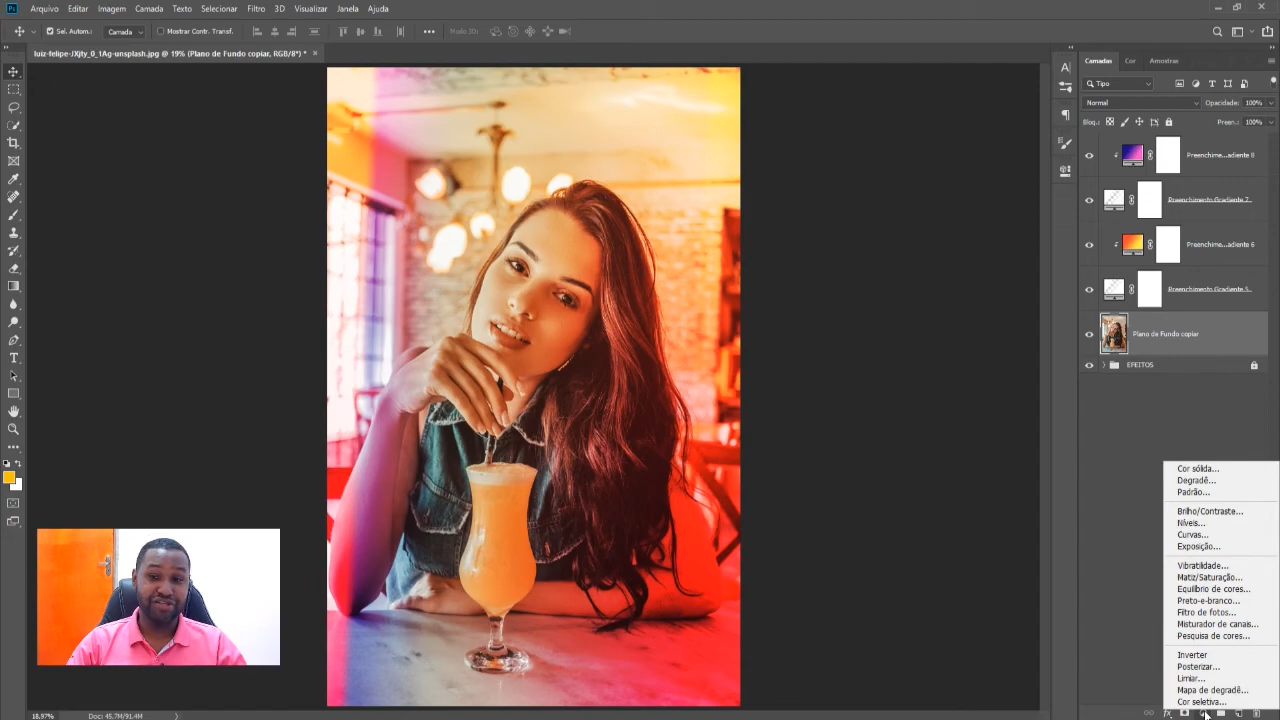 Ps Arquivo Editar Imagem Camada Texto Selecionar Filtro 3D Visualizar Janela Ajuda
Sel. Autom.: Camada Mostrar Contr. Transf. Modo 3D:
luiz-felipe-JXjty_0_1Ag-unsplash.jpg @ 19% (Plano de Fundo copiar, RGB/8*) * ×
Camadas Cor Amostras
Tipo
Normal Opacidade: 100%
Bloq.: Preen.: 100%
Preenchime...adiente 8
Preenchimento Gradiente 7
Preenchime...adiente 6
Preenchimento Gradiente 5
Plano de Fundo copiar
EFEITOS
Cor sólida...
Degradê...
Padrão...
Brilho/Contraste...
Níveis...
Curvas...
Exposição...
Vibratilidade...
Matiz/Saturação...
Equilíbrio de cores...
Preto-e-branco...
Filtro de fotos...
Misturador de canais...
Pesquisa de cores...
Inverter
Posterizar...
Limiar...
Mapa de degradê...
Cor seletiva...
18,97% Doc: 45,7M/91,4M